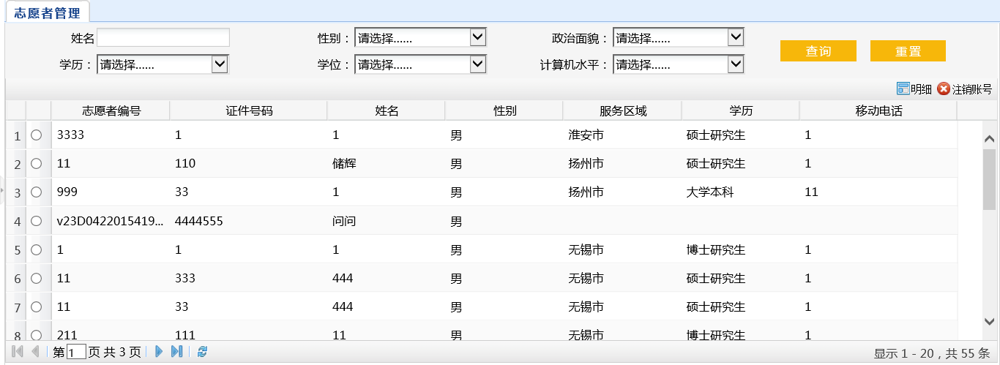 志愿者管理
姓名 性别： 请选择...... 政治面貌： 请选择...... 查询 重置
学历： 请选择...... 学位： 请选择...... 计算机水平： 请选择......
明细 注销账号
志愿者编号 证件号码 姓名 性别 服务区域 学历 移动电话
1 3333 1 1 男 淮安市 硕士研究生 1
2 11 110 储辉 男 扬州市 硕士研究生 1
3 999 33 1 男 扬州市 大学本科 11
4 v23D0422015419... 4444555 问问 男
5 1 1 1 男 无锡市 博士研究生 1
6 11 333 444 男 无锡市 硕士研究生 1
7 11 33 444 男 无锡市 硕士研究生 1
8 211 111 11 男 无锡市 博士研究生 1
第 1 页 共 3 页 显示 1 - 20，共 55 条